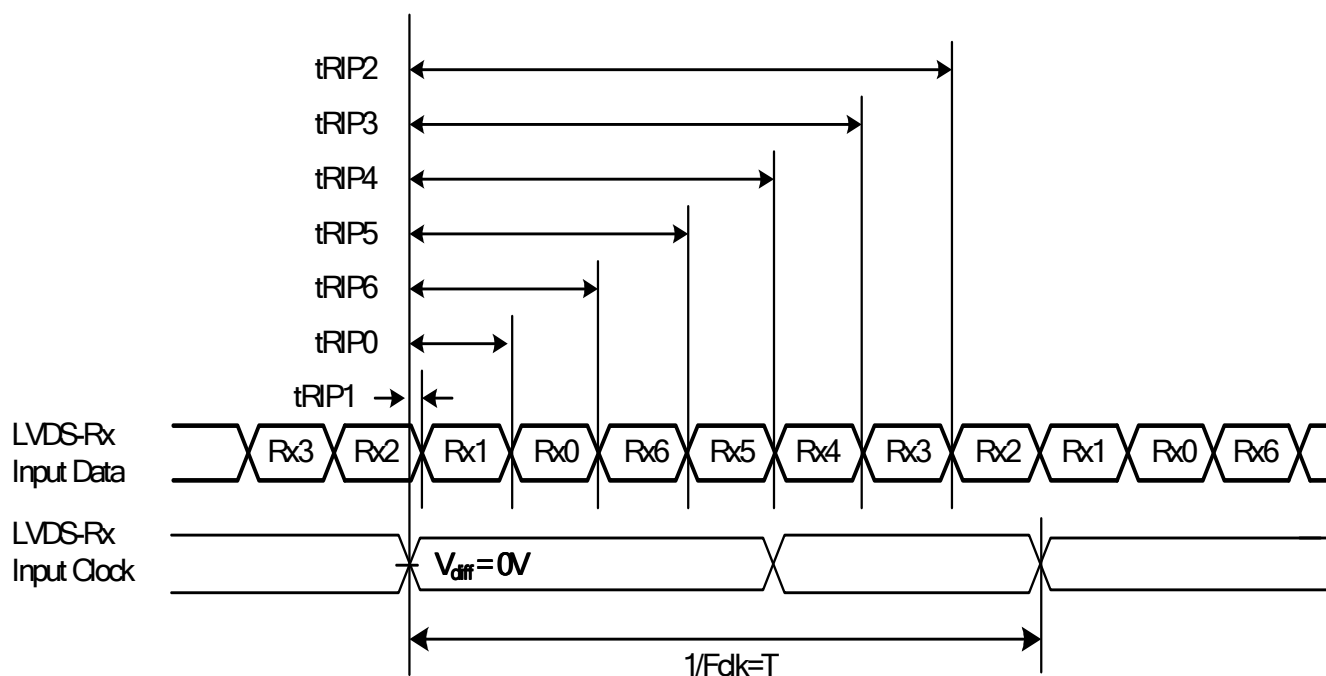 tRIP2
tRIP3
tRIP4
tRIP5
tRIP6
tRIP0
tRIP1
LVDS-Rx
Input Data
Rx3 Rx2 Rx1 Rx0 Rx6 Rx5 Rx4 Rx3 Rx2 Rx1 Rx0 Rx6
LVDS-Rx
Input Clock
Vdiff = 0V
1/Fclk=T